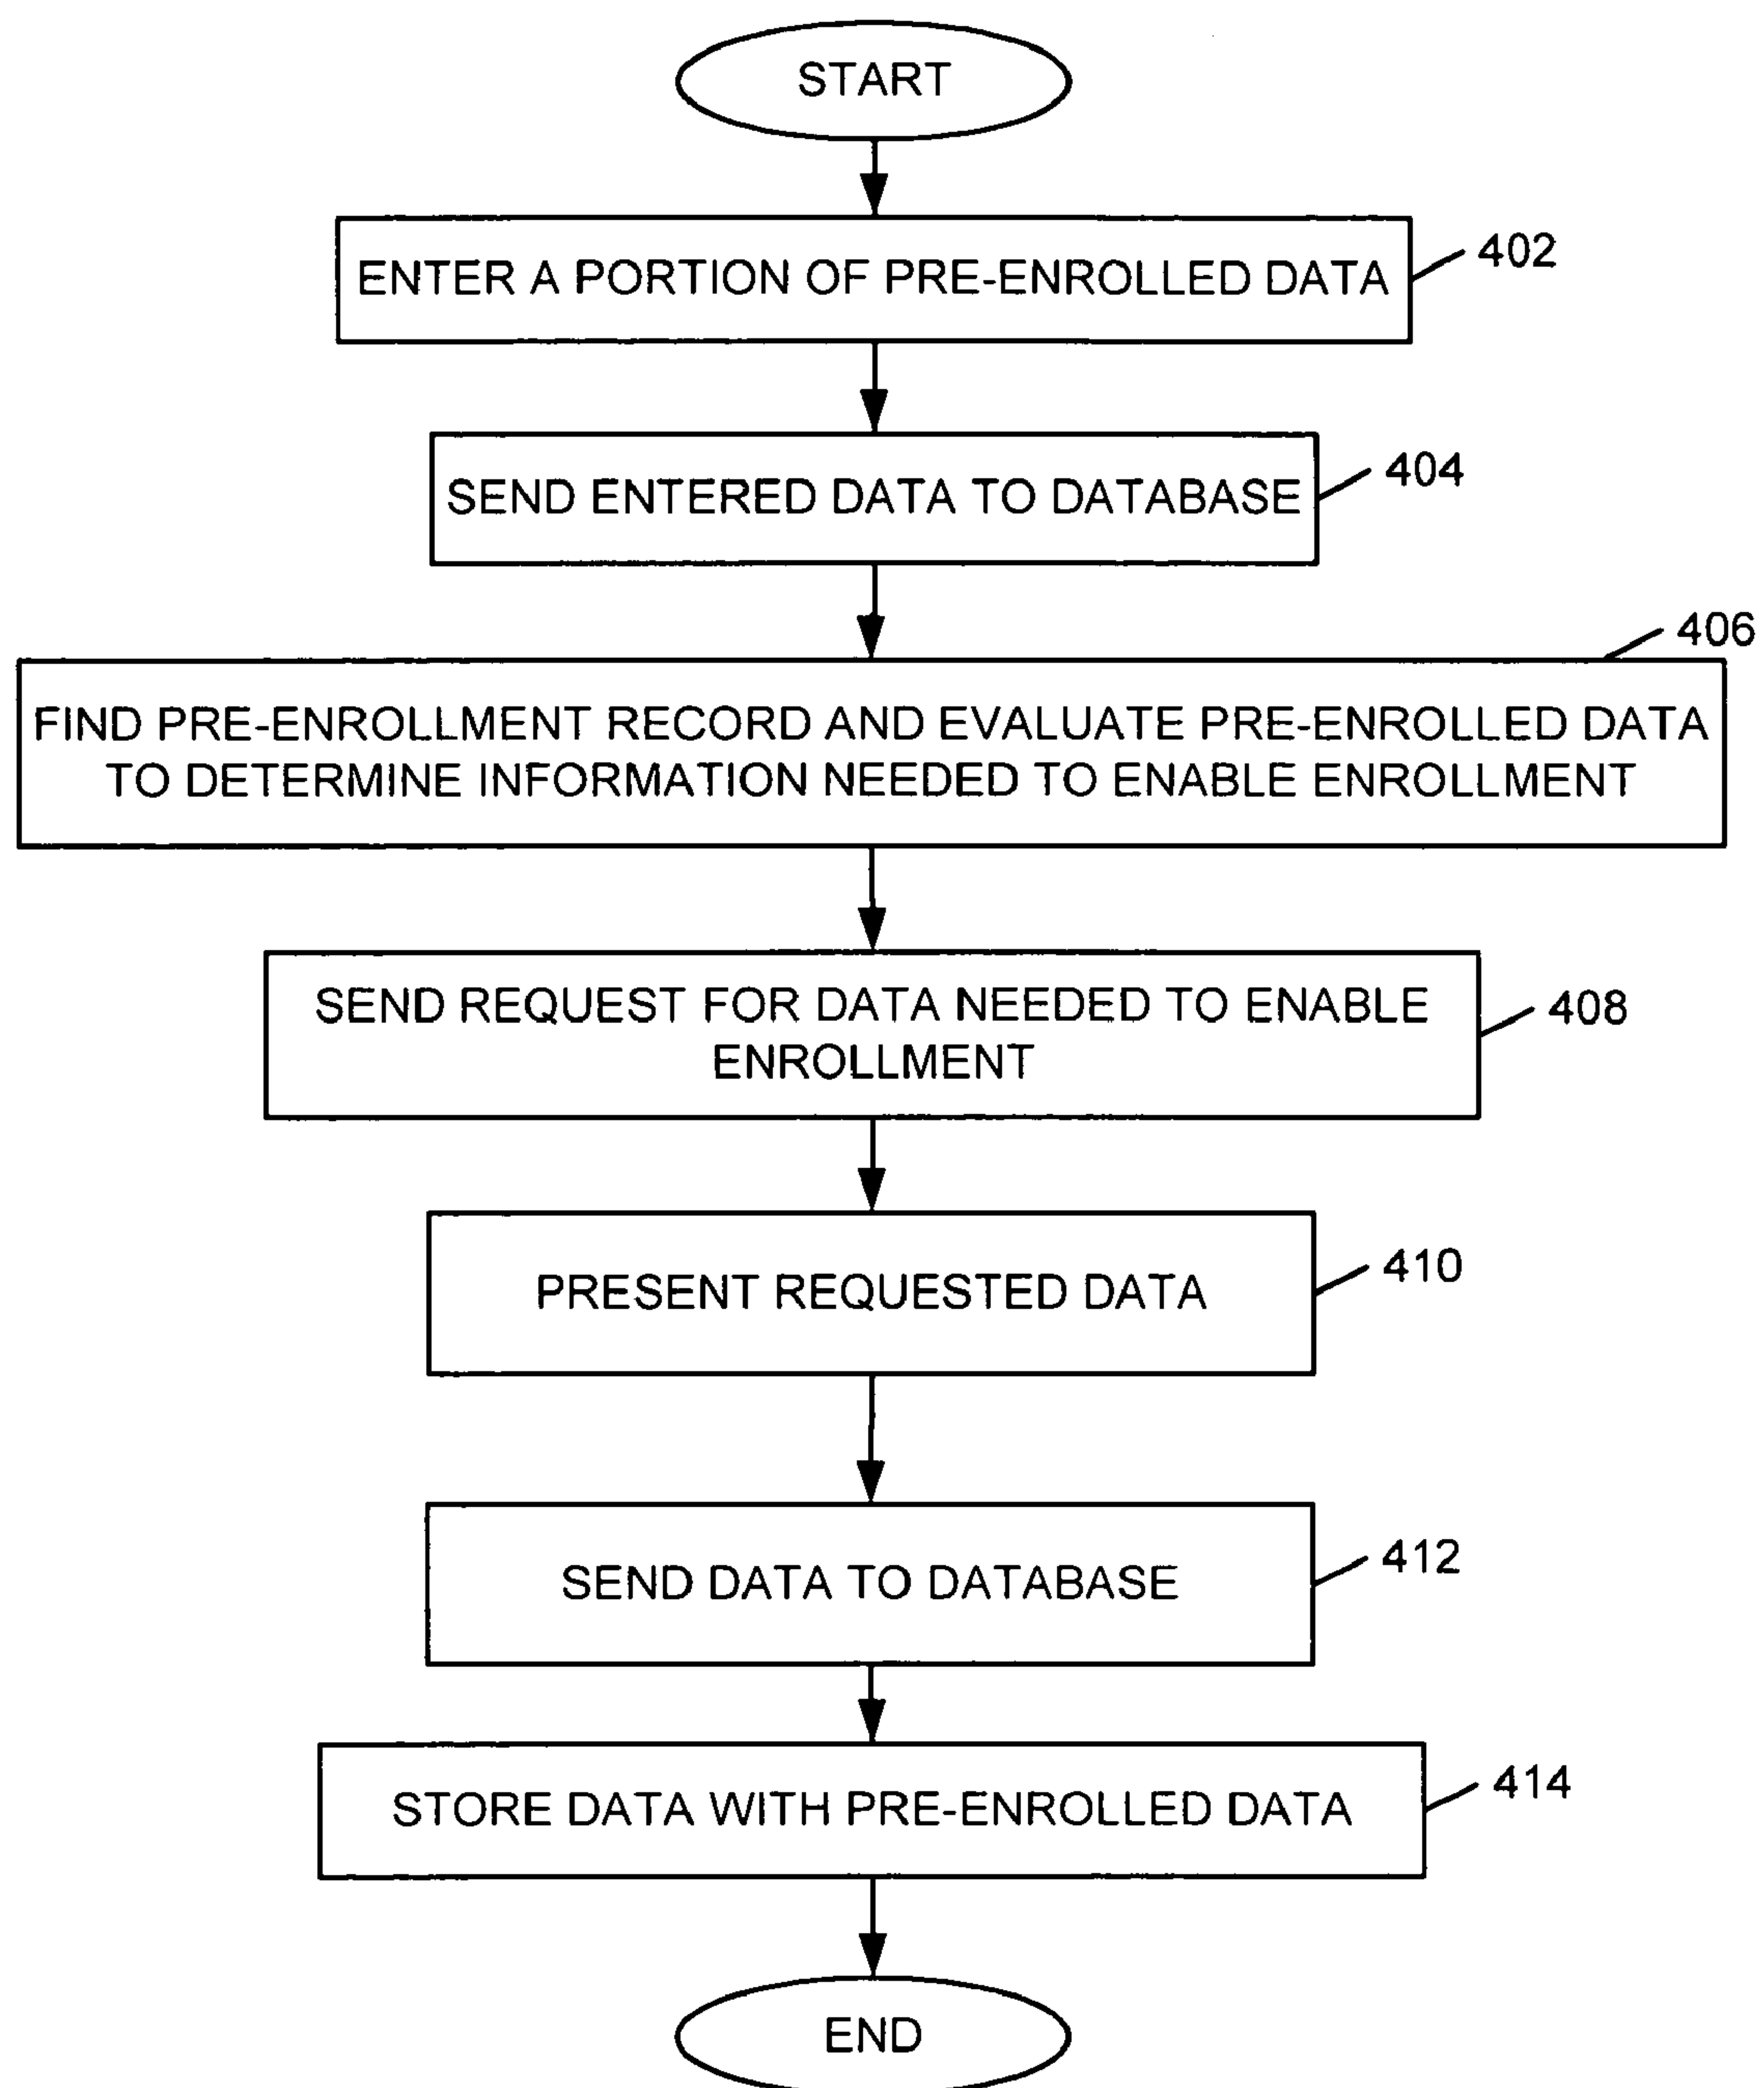 START
ENTER A PORTION OF PRE-ENROLLED DATA
402
SEND ENTERED DATA TO DATABASE
404
406
FIND PRE-ENROLLMENT RECORD AND EVALUATE PRE-ENROLLED DATA
TO DETERMINE INFORMATION NEEDED TO ENABLE ENROLLMENT
SEND REQUEST FOR DATA NEEDED TO ENABLE
ENROLLMENT
408
PRESENT REQUESTED DATA
410
SEND DATA TO DATABASE
412
STORE DATA WITH PRE-ENROLLED DATA
414
END